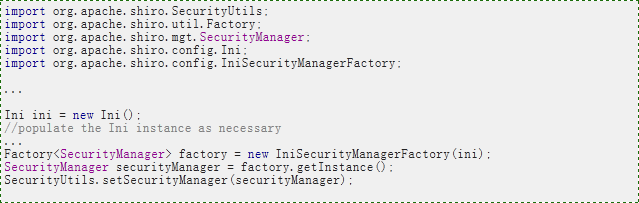 import org.apache.shiro.SecurityUtils;
import org.apache.shiro.util.Factory;
import org.apache.shiro.mgt.SecurityManager;
import org.apache.shiro.config.Ini;
import org.apache.shiro.config.IniSecurityManagerFactory;
...
Ini ini = new Ini();
//populate the Ini instance as necessary
...
Factory<SecurityManager> factory = new IniSecurityManagerFactory(ini);
SecurityManager securityManager = factory.getInstance();
SecurityUtils.setSecurityManager(securityManager);